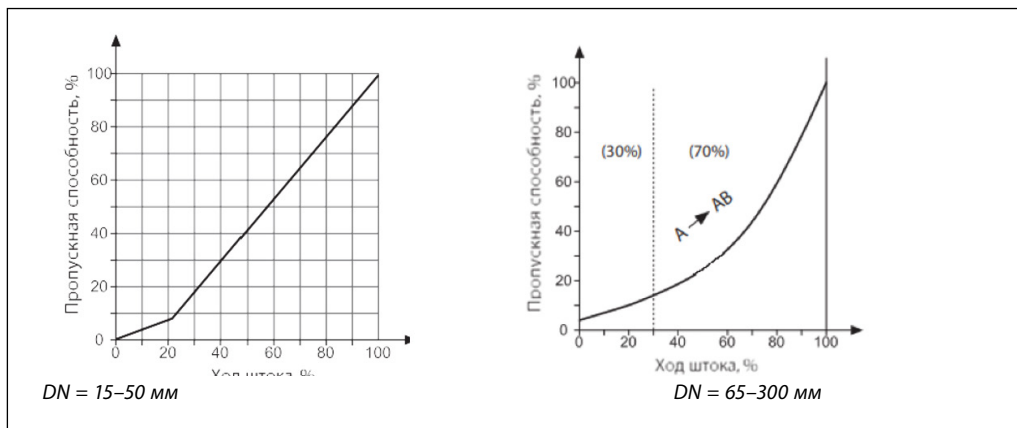 Пропускная способность, %
100
80
60
40
20
0
0 20 40 60 80 100
Ход штока, %
DN = 15–50 мм
Пропускная способность. %
100
80
60
40
20
0
(30%) (70%)
A AB
0 20 40 60 80 100
Ход штока, %
DN = 65–300 мм